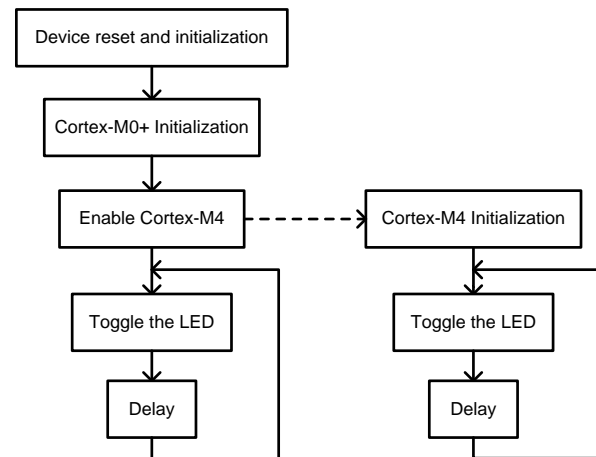 Device reset and initialization
Cortex-M0+ Initialization
Enable Cortex-M4
Cortex-M4 Initialization
Toggle the LED
Toggle the LED
Delay
Delay